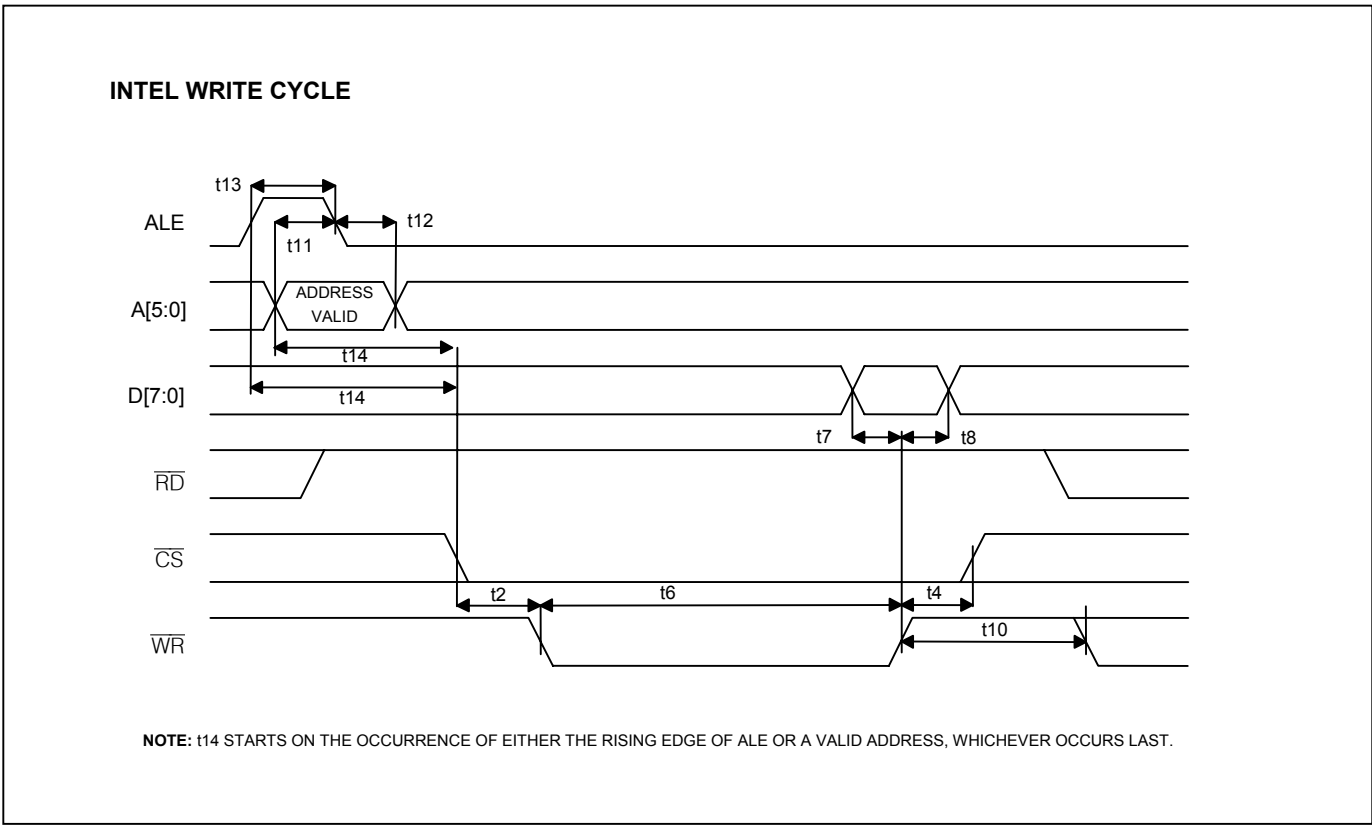 INTEL WRITE CYCLE
t13
ALE
t12
t11
ADDRESS
VALID
A[5:0]
t14
t14
D[7:0]
t7
t8
RD
CS
t2
t6
t4
t10
WR
NOTE: t14 STARTS ON THE OCCURRENCE OF EITHER THE RISING EDGE OF ALE OR A VALID ADDRESS, WHICHEVER OCCURS LAST.